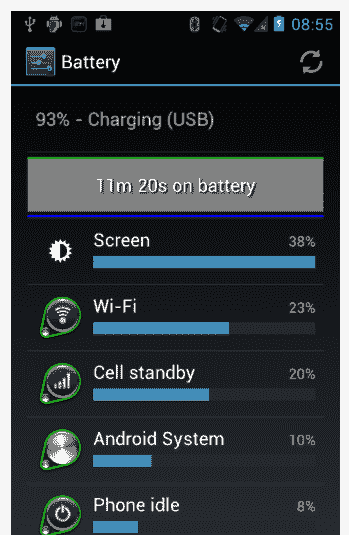 08:55
Battery
93% - Charging (USB)
11m 20s on battery
Screen 38%
Wi-Fi 23%
Cell standby 20%
Android System 10%
Phone idle 8%